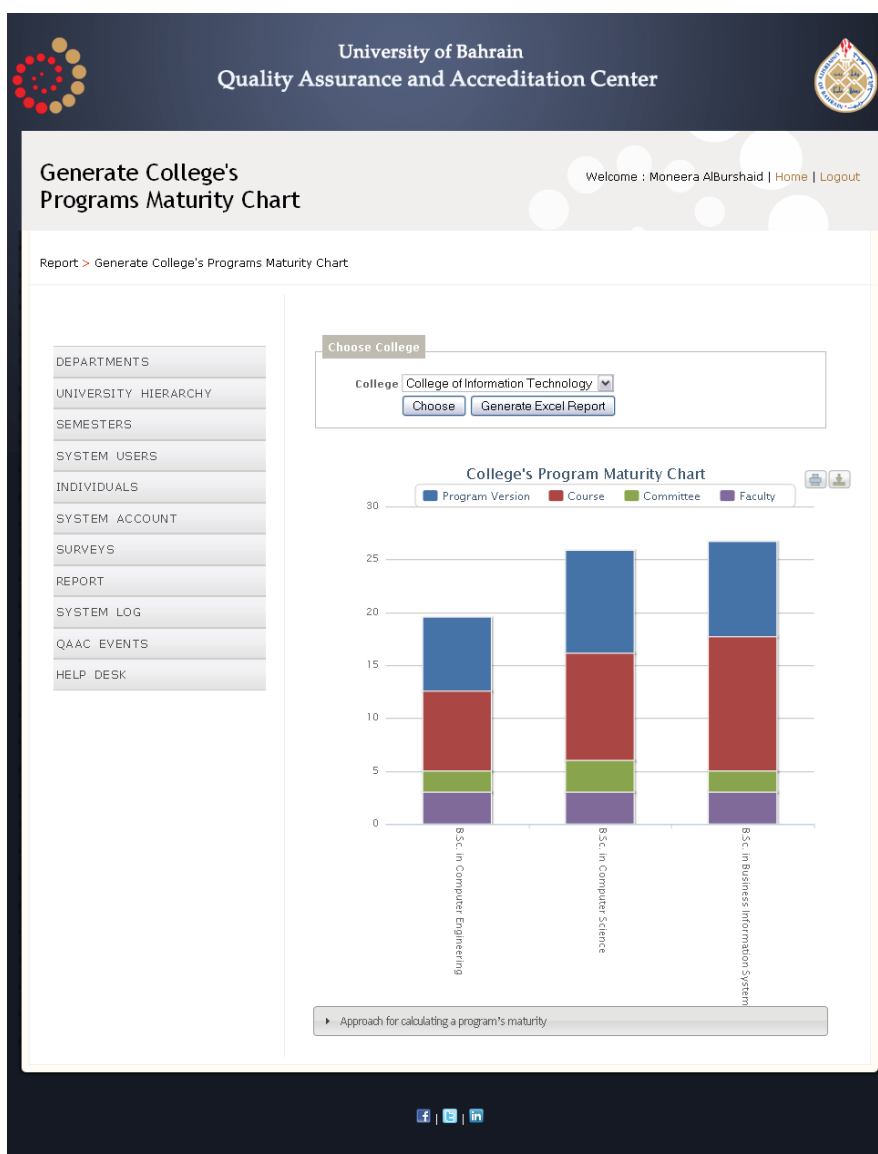 University of Bahrain
Quality Assurance and Accreditation Center
Generate College's
Programs Maturity Chart
Welcome : Moneera AlBurshaid | Home | Logout
Report > Generate College's Programs Maturity Chart
DEPARTMENTS
UNIVERSITY HIERARCHY
SEMESTERS
SYSTEM USERS
INDIVIDUALS
SYSTEM ACCOUNT
SURVEYS
REPORT
SYSTEM LOG
QAAC EVENTS
HELP DESK
Choose College
College College of Information Technology
Choose Generate Excel Report
College's Program Maturity Chart
Program Version Course Committee Faculty
30
25
20
15
10
5
0
B.Sc. in Computer Engineering
B.Sc. in Computer Science
B.Sc. in Business Information System
Approach for calculating a program's maturity
f | t | in